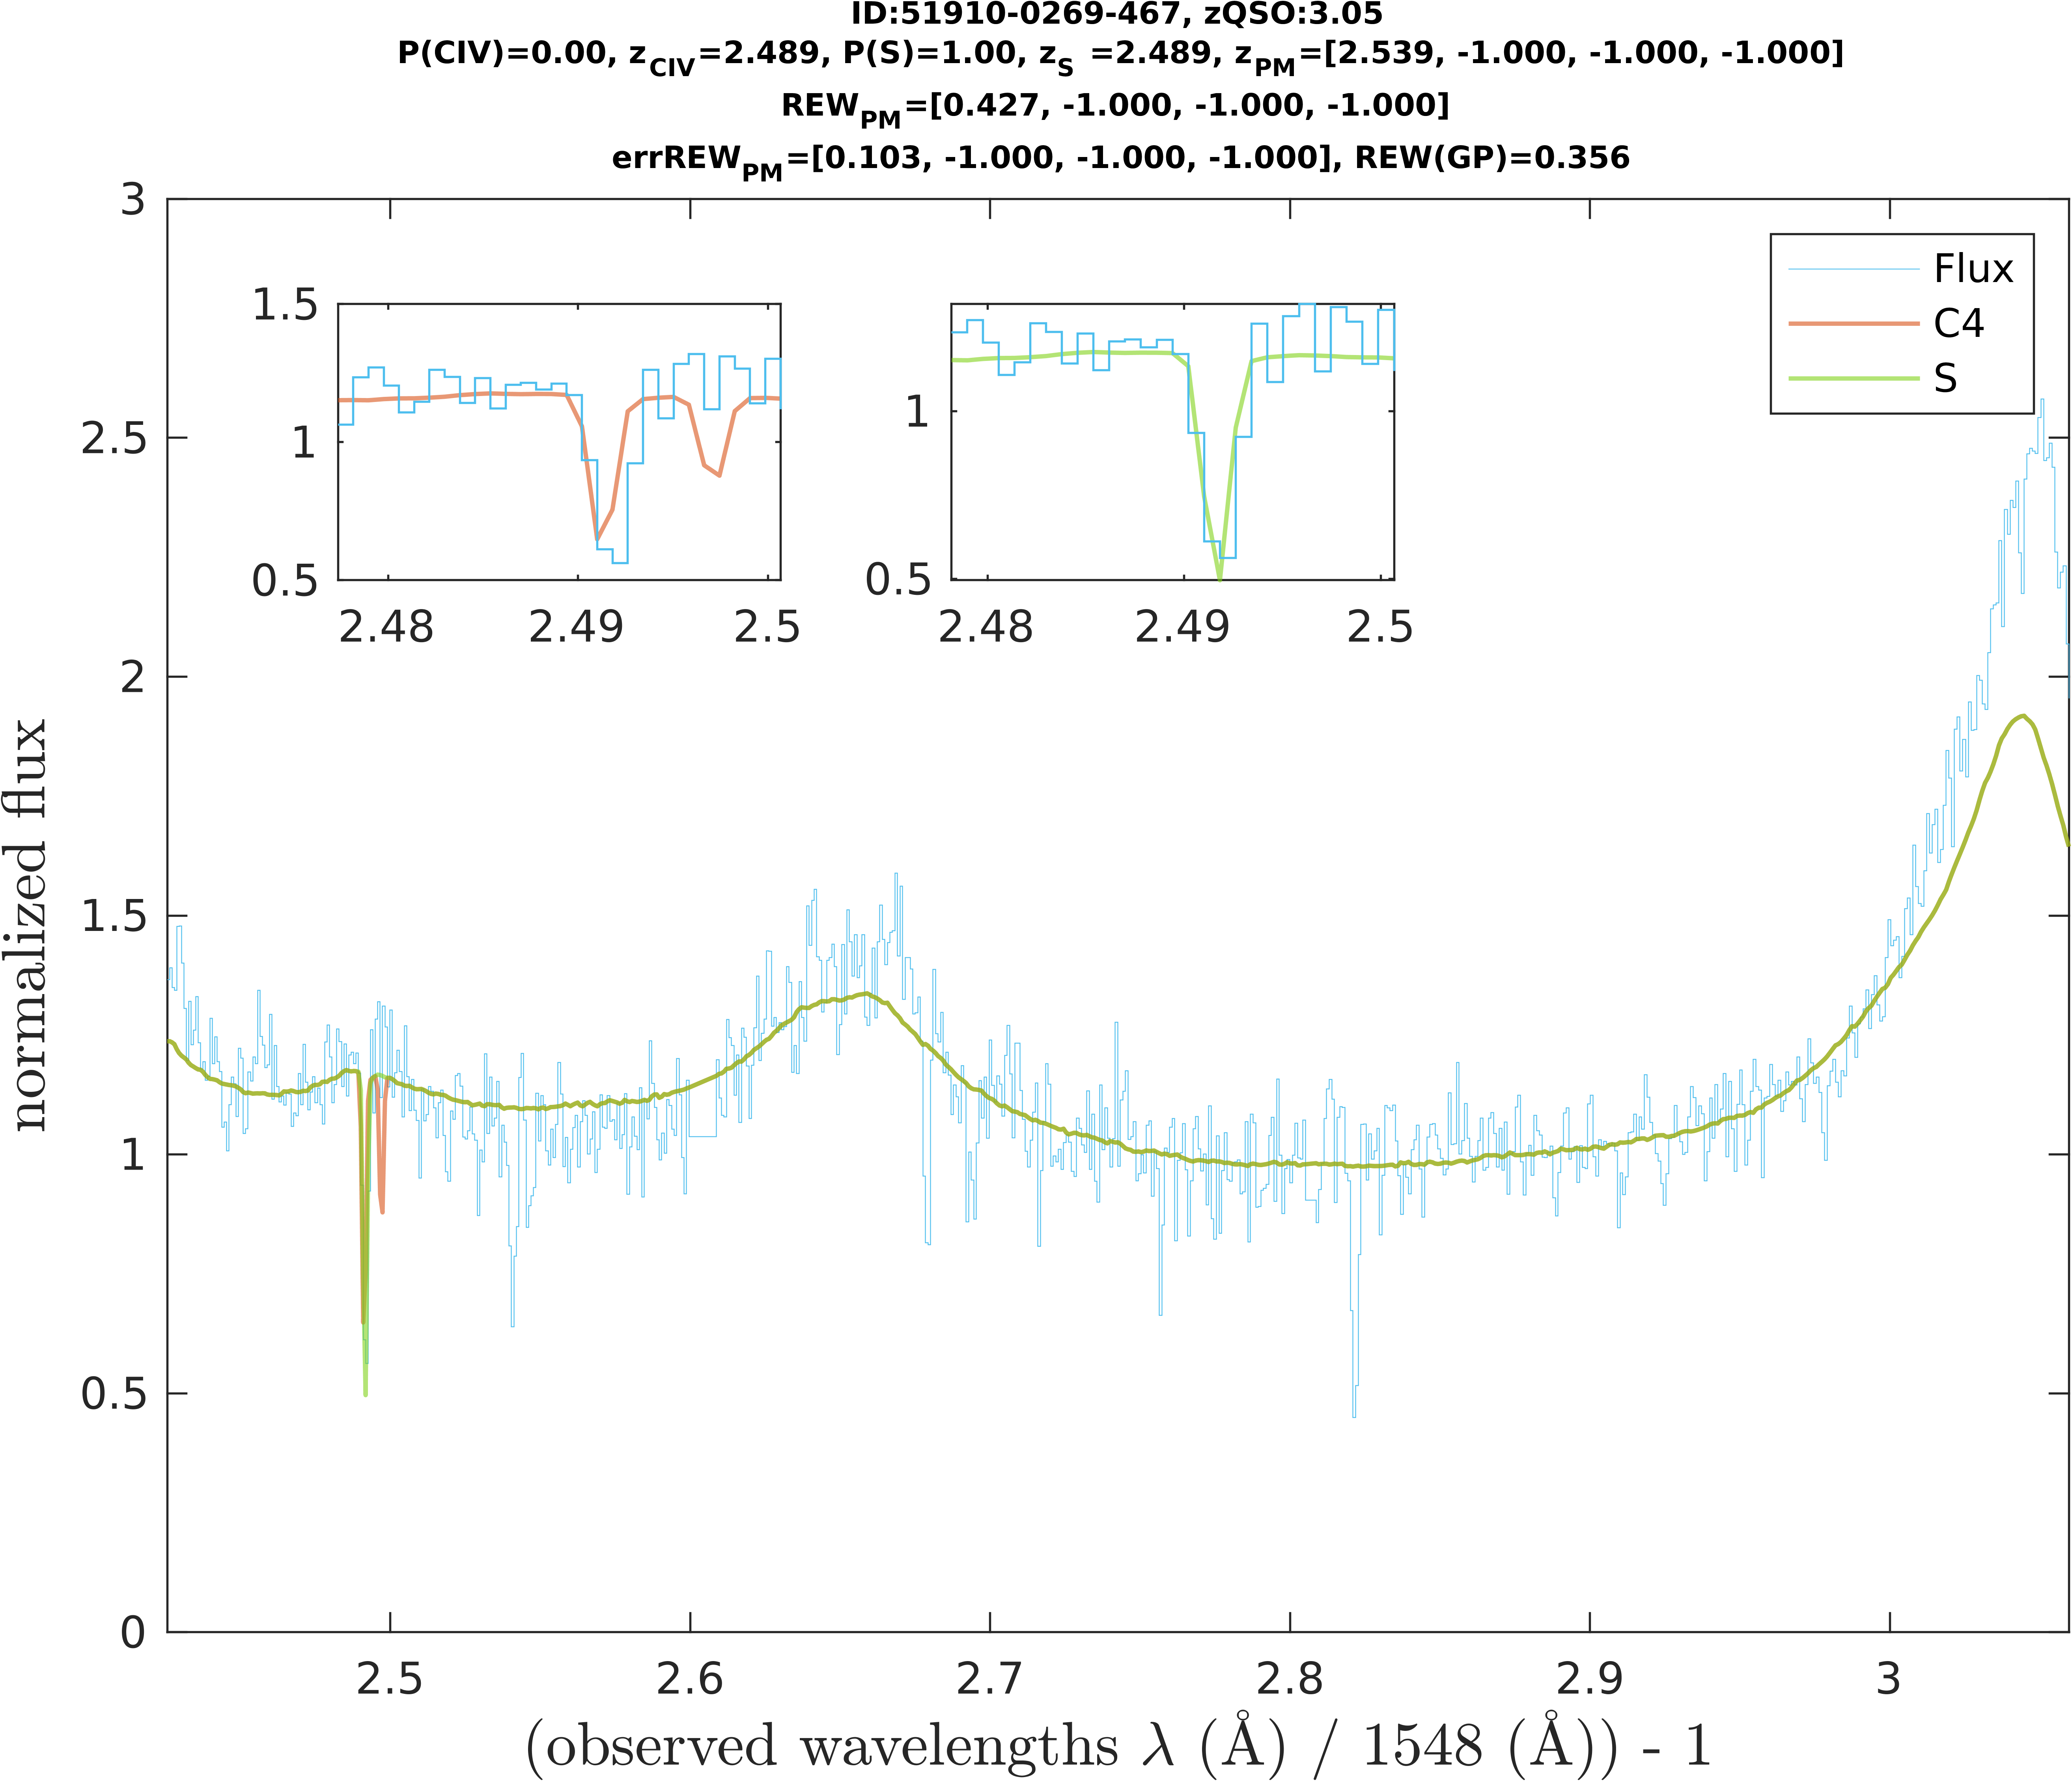 ID:51910-0269-467, zQSO:3.05
P(CIV)=0.00, zCIV=2.489, P(S)=1.00, zS =2.489, zPM=[2.539, -1.000, -1.000, -1.000]
REWPM=[0.427, -1.000, -1.000, -1.000]
errREWPM=[0.103, -1.000, -1.000, -1.000], REW(GP)=0.356
3
2.5
2
1.5
1
0.5
0
normalized flux
1.5
1
0.5
2.48 2.49 2.5
1
0.5
2.48 2.49 2.5
Flux
C4
S
2.5 2.6 2.7 2.8 2.9 3
(observed wavelengths λ (Å) / 1548 (Å)) - 1